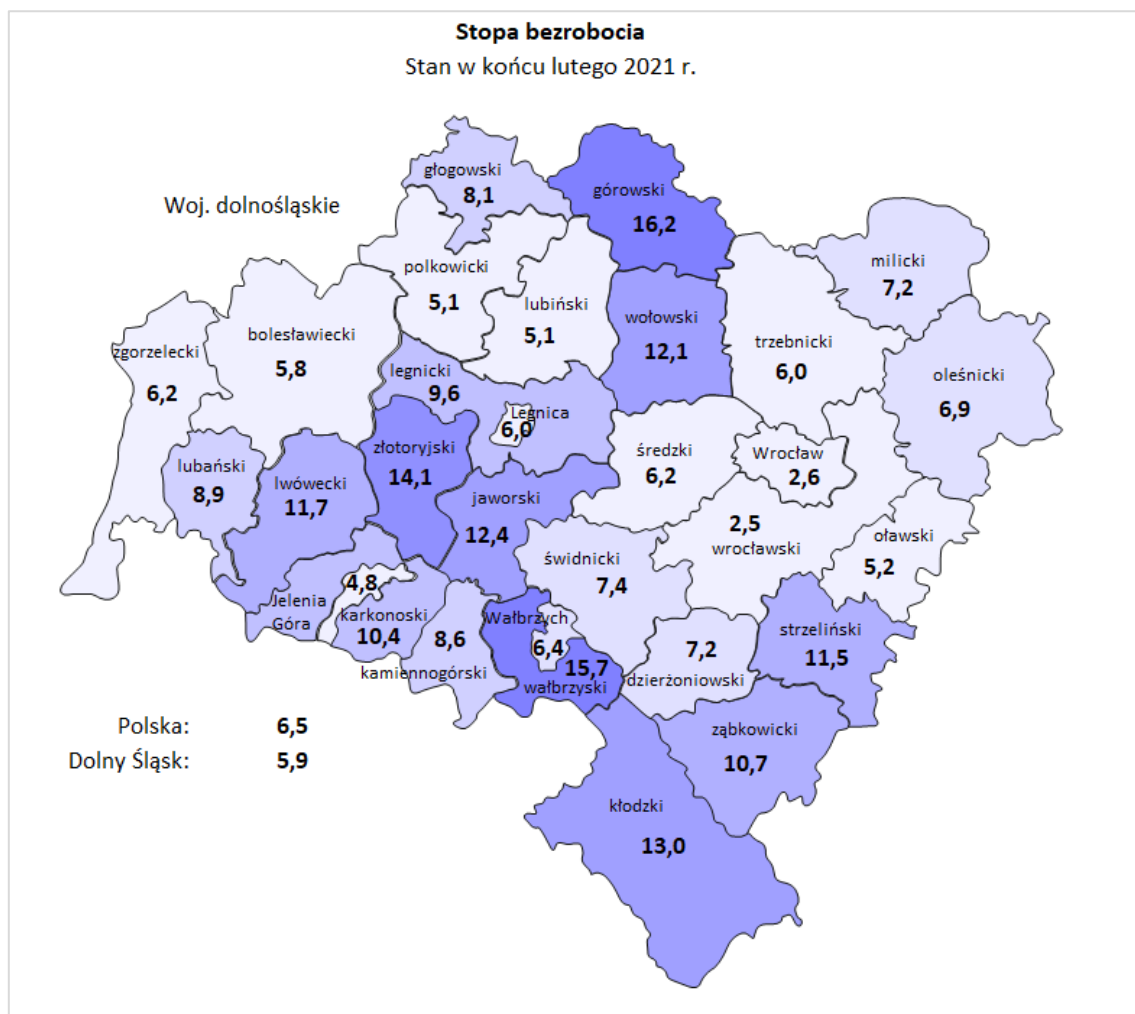 Stopa bezrobocia
Stan w końcu lutego 2021 r.
Woj. dolnośląskie
głogowski
8,1
górowski
16,2
milicki
7,2
polkowicki
5,1
lubiński
5,1
wołowski
12,1
trzebnicki
6,0
oleśnicki
6,9
zgorzelecki
6,2
bolesławiecki
5,8
legnicki
9,6
Legnica
6,0
złotoryjski
14,1
średzki
6,2
Wrocław
2,6
lubański
8,9
lwówecki
11,7
jaworski
12,4
2,5
wrocławski
oławski
5,2
świdnicki
7,4
Jelenia
Góra
4,8
karkonoski
10,4
8,6
kamiennogórski
Wałbrzych
6,4
15,7
wałbrzyski
7,2
dzierżoniowski
strzeliński
11,5
ząbkowicki
10,7
kłodzki
13,0
Polska: 6,5
Dolny Śląsk: 5,9